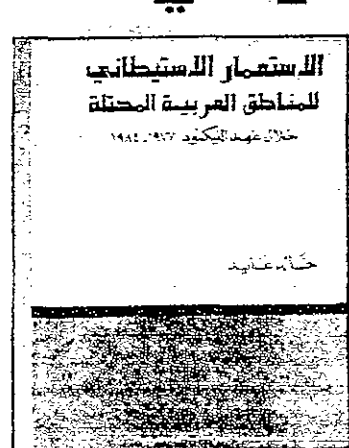 الاستعمار الاستيطاني
للمناطق العربية المحتلة
خلال عهد الليكود ١٩٧٧-١٩٨٤
خالد عايد